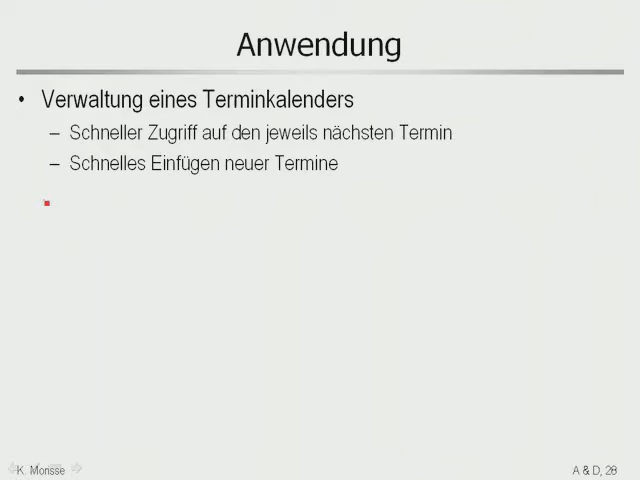 Anwendung
• Verwaltung eines Terminkalenders
– Schneller Zugriff auf den jeweils nächsten Termin
– Schnelles Einfügen neuer Termine
K. Morisse
A & D, 28